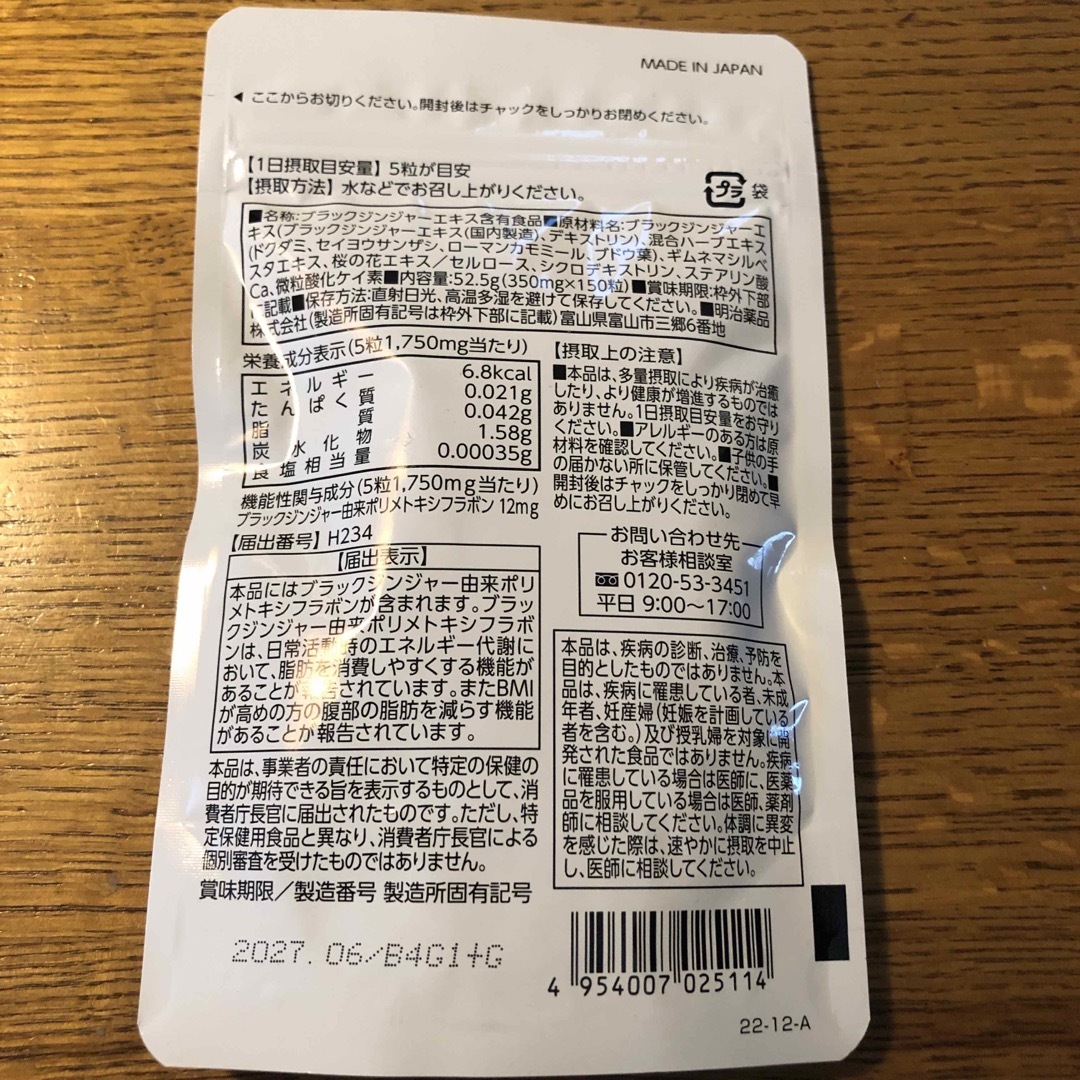 MADE IN JAPAN
◀ ここからお切りください。開封後はチャックをしっかりお閉めください。
【1日摂取目安量】 5粒が目安
【摂取方法】 水などでお召し上がりください。
プラ 袋
■名称:ブラックジンジャーエキス含有食品■原材料名:ブラックジンジャーエ
キス(ブラックジンジャーエキス(国内製造)、デキストリン)、混合ハーブエキス
(ドクダミ、セイヨウサンザシ、ローマンカモミール、ブドウ葉)、ギムネマシルベ
スタエキス、桜の花エキス/セルロース、シクロデキストリン、ステアリン酸
Ca、微粒酸化ケイ素■内容量:52.5g(350mg×150粒)■賞味期限:枠外下部
に記載■保存方法:直射日光、高温多湿を避けて保存してください。■明治薬品
株式会社(製造所固有記号は枠外下部に記載)富山県富山市三郷6番地
栄養成分表示(5粒1,750mg当たり)
エネルギー 6.8kcal
たんぱく質 0.021g
脂質 0.042g
炭水化物 1.58g
食塩相当量 0.00035g
機能性関与成分(5粒1,750mg当たり)
ブラックジンジャー由来ポリメトキシフラボン 12mg
【届出番号】H234
【届出表示】
本品にはブラックジンジャー由来ポリ
メトキシフラボンが含まれます。ブラッ
クジンジャー由来ポリメトキシフラボ
ンは、日常活動時のエネルギー代謝に
おいて、脂肪を消費しやすくする機能が
あることが報告されています。またBMI
が高めの方の腹部の脂肪を減らす機能
があることが報告されています。
本品は、事業者の責任において特定の保健の
目的が期待できる旨を表示するものとして、消
費者庁長官に届出されたものです。ただし、特
定保健用食品と異なり、消費者庁長官による
個別審査を受けたものではありません。
賞味期限/製造番号 製造所固有記号
2027. 06/B4G1+G
【摂取上の注意】
■本品は、多量摂取により疾病が治癒
したり、より健康が増進するものでは
ありません。1日摂取目安量をお守り
ください。■アレルギーのある方は原
材料を確認してください。■子供の手
の届かない所に保管してください。■
開封後はチャックをしっかり閉めて早
めにお召し上がりください。
お問い合わせ先
お客様相談室
0120-53-3451
平日 9:00〜17:00
本品は、疾病の診断、治療、予防を
目的としたものではありません。本
品は、疾病に罹患している者、未成
年者、妊産婦(妊娠を計画している
者を含む。)及び授乳婦を対象に開
発された食品ではありません。疾病
に罹患している場合は医師に、医薬
品を服用している場合は医師、薬剤
師に相談してください。体調に異変
を感じた際は、速やかに摂取を中止
し、医師に相談してください。
4 954007 025114
22-12-A